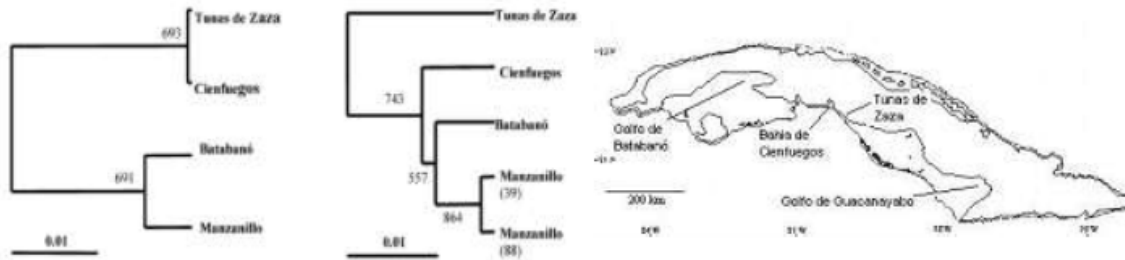 Tunas de Zaza
693
Cienfuegos
Batabanó
691
Manzanillo
0.01
Tunas de Zaza
Cienfuegos
743
Batabanó
557
Manzanillo
(39)
864
Manzanillo
(88)
0.01
Golfo de
Batabanó
Bahia de
Cienfuegos
Tunas de
Zaza
Golfo de Guacanayabo
200 km